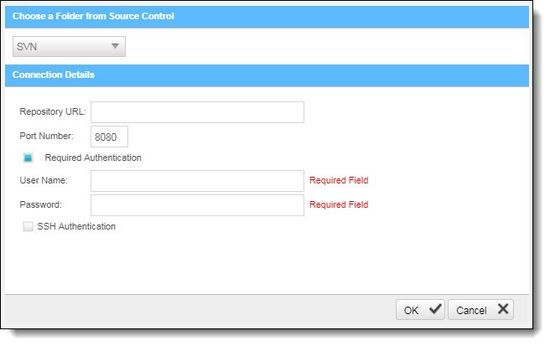 Choose a Folder from Source Control
SVN
Connection Details
Repository URL:
Port Number: 8080
Required Authentication
User Name: Required Field
Password: Required Field
SSH Authentication
OK Cancel